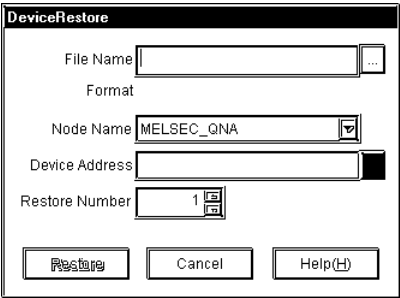 DeviceRestore
File Name
...
Format
Node Name MELSEC_QNA
Device Address
Restore Number 1
Restore Cancel Help(H)